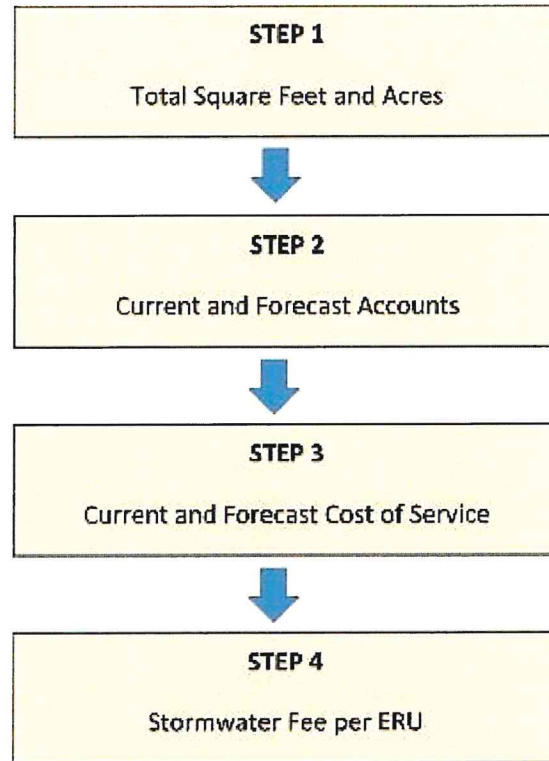 STEP 1
Total Square Feet and Acres
STEP 2
Current and Forecast Accounts
STEP 3
Current and Forecast Cost of Service
STEP 4
Stormwater Fee per ERU